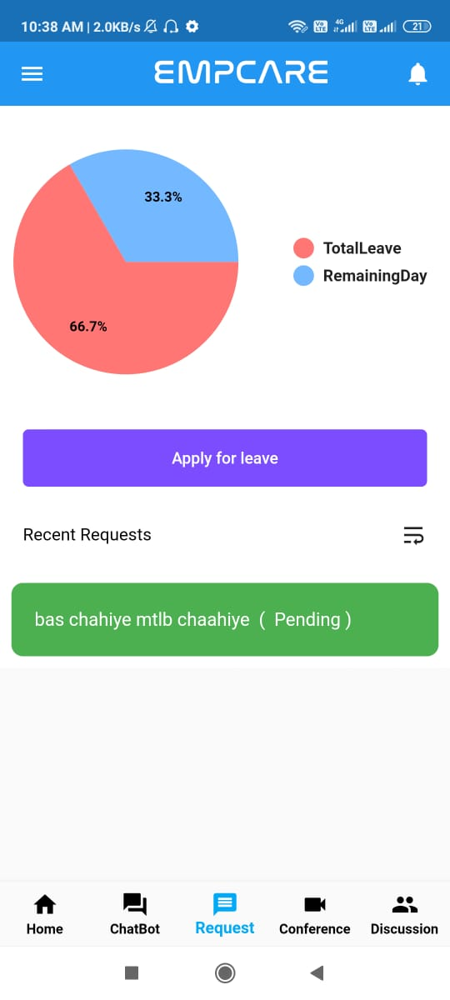 10:38 AM | 2.0KB/s Vo LTE 4G Vo LTE 21
EMPCARE
33.3%
66.7%
TotalLeave
RemainingDay
Apply for leave
Recent Requests
bas chahiye mtlb chaahiye ( Pending )
Home ChatBot Request Conference Discussion